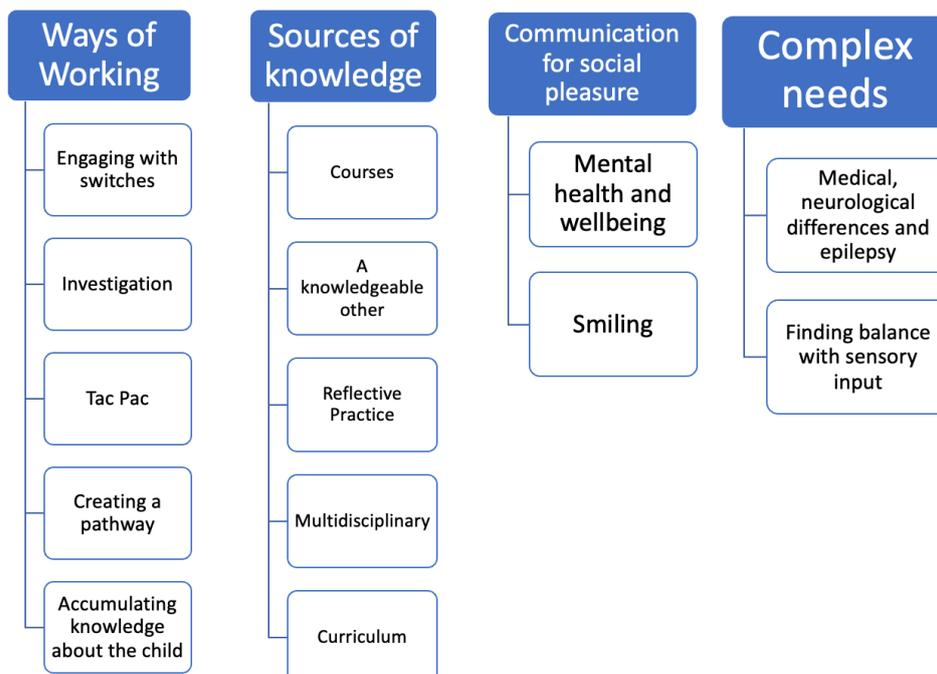 Ways of
Working
Engaging with
switches
Investigation
Tac Pac
Creating a
pathway
Accumulating
knowledge
about the child
Sources of
knowledge
Courses
A
knowledgeable
other
Reflective
Practice
Multidisciplinary
Curriculum
Communication
for social
pleasure
Mental
health and
wellbeing
Smiling
Complex
needs
Medical,
neurological
differences and
epilepsy
Finding balance
with sensory
input